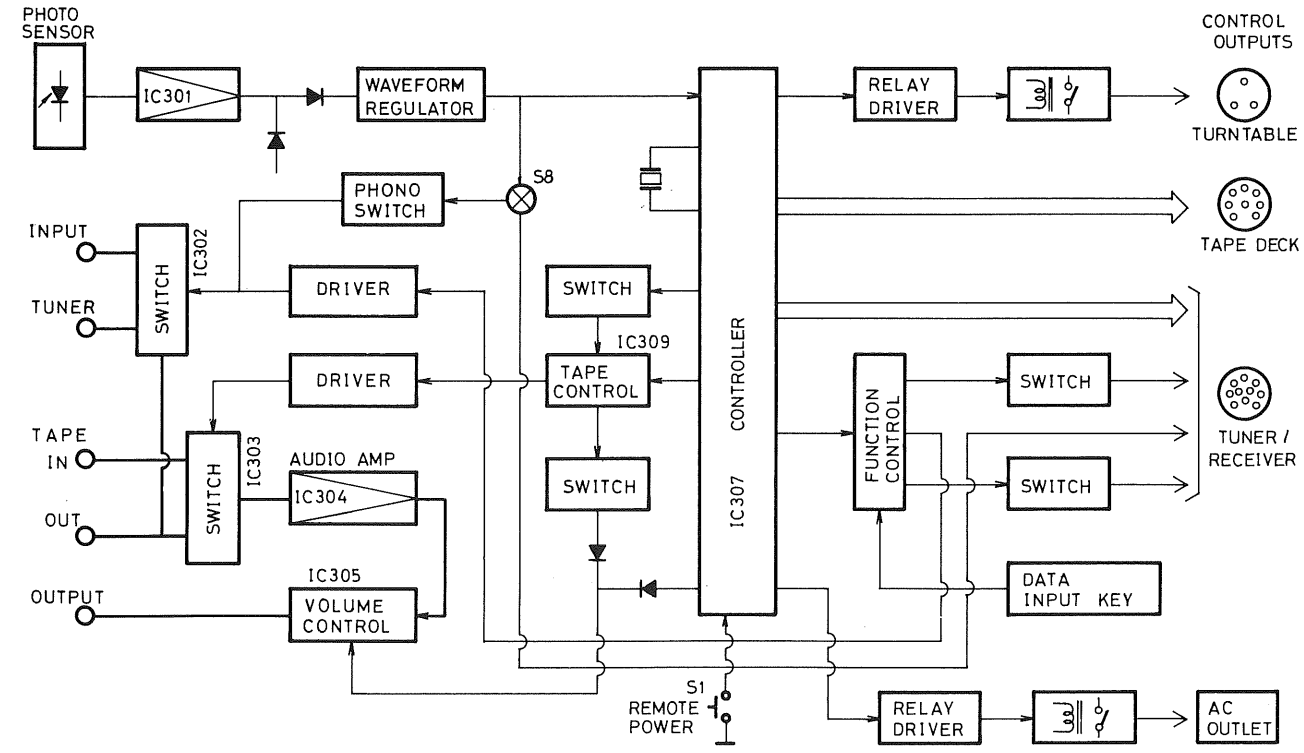 PHOTO
SENSOR
IC301
WAVEFORM
REGULATOR
RELAY
DRIVER
CONTROL
OUTPUTS
TURNTABLE
S8
PHONO
SWITCH
TAPE DECK
INPUT
TUNER
SWITCH
IC302
DRIVER
SWITCH
IC309
TAPE
CONTROL
DRIVER
CONTROLLER
IC307
FUNCTION
CONTROL
SWITCH
SWITCH
TUNER /
RECEIVER
TAPE
IN
OUT
SWITCH
IC303
AUDIO AMP
IC304
SWITCH
DATA
INPUT KEY
OUTPUT
IC305
VOLUME
CONTROL
S1
REMOTE
POWER
RELAY
DRIVER
AC
OUTLET